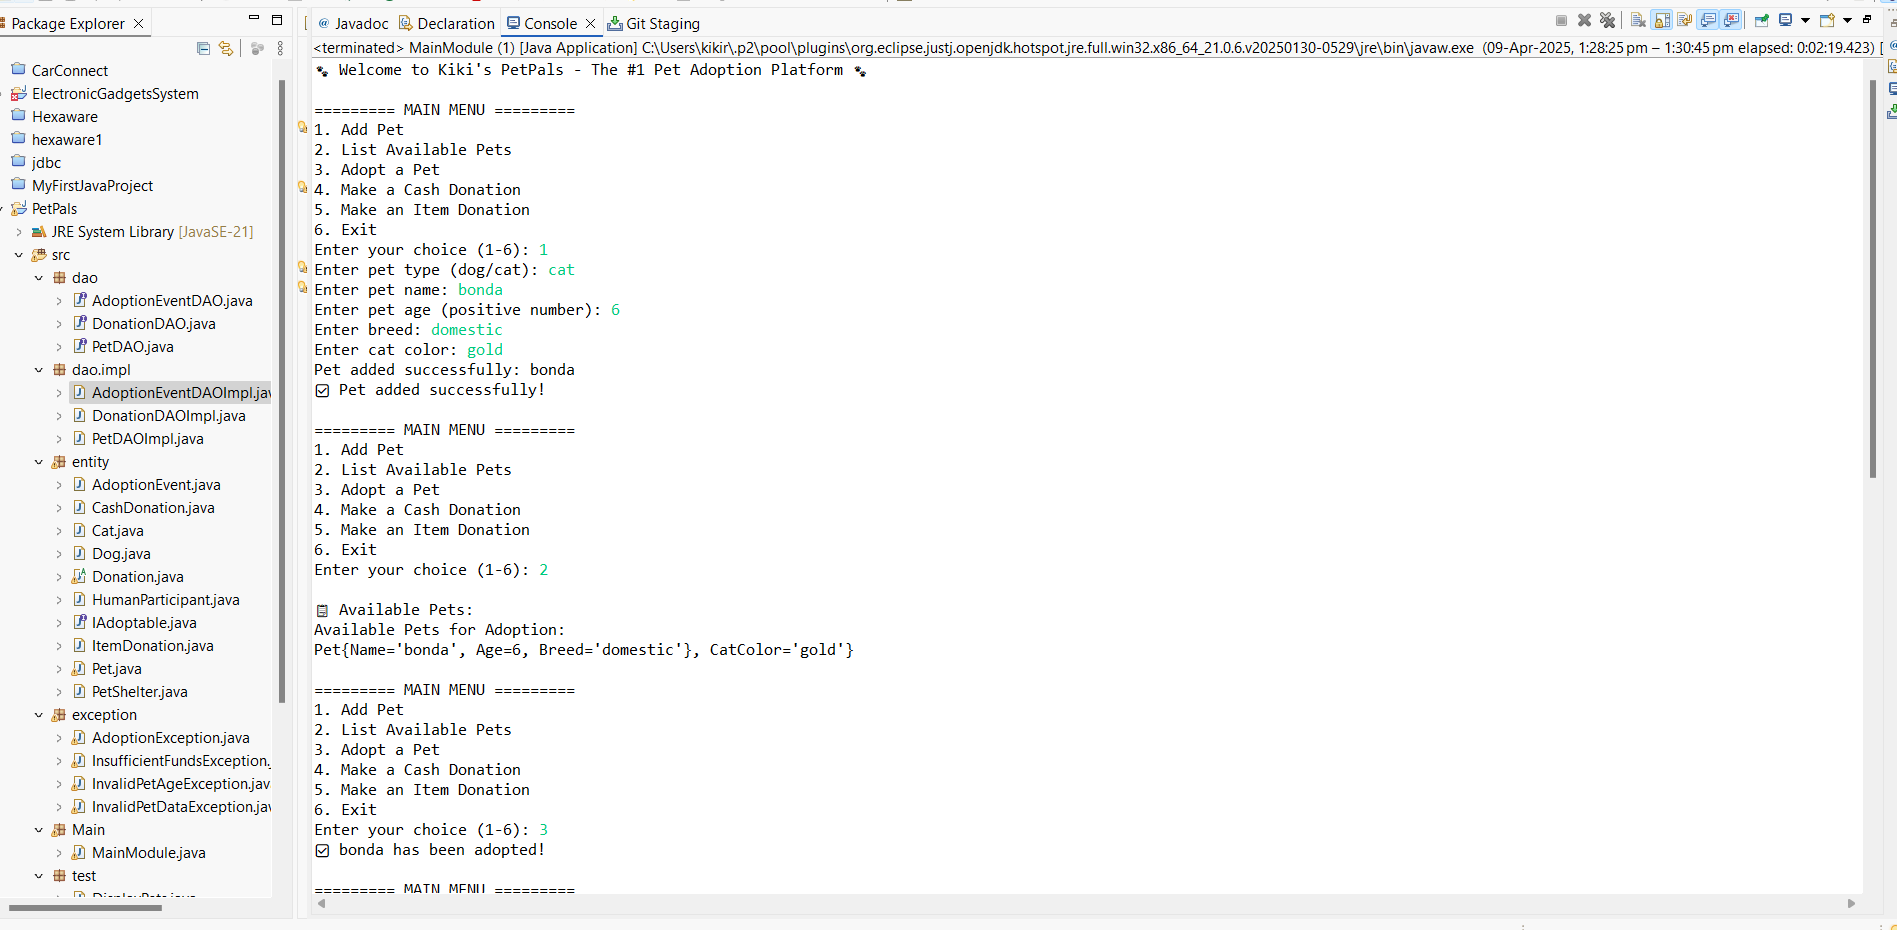 Package Explorer
CarConnect
ElectronicGadgetsSystem
Hexaware
hexaware1
jdbc
MyFirstJavaProject
PetPals
JRE System Library [JavaSE-21]
src
dao
AdoptionEventDAO.java
DonationDAO.java
PetDAO.java
dao.impl
AdoptionEventDAOImpl.jav
DonationDAOImpl.java
PetDAOImpl.java
entity
AdoptionEvent.java
CashDonation.java
Cat.java
Dog.java
Donation.java
HumanParticipant.java
IAdoptable.java
ItemDonation.java
Pet.java
PetShelter.java
exception
AdoptionException.java
InsufficientFundsException.
InvalidPetAgeException.jav
InvalidPetDataException.jav
Main
MainModule.java
test
DisplayPets.java
@ Javadoc Declaration Console Git Staging
<terminated> MainModule (1) [Java Application] C:\Users\kikir\.p2\pool\plugins\org.eclipse.justj.openjdk.hotspot.jre.full.win32.x86_64_21.0.6.v20250130-0529\jre\bin\javaw.exe (09-Apr-2025, 1:28:25 pm – 1:30:45 pm elapsed: 0:02:19.423) [
Welcome to Kiki's PetPals - The #1 Pet Adoption Platform
========= MAIN MENU =========
1. Add Pet
2. List Available Pets
3. Adopt a Pet
4. Make a Cash Donation
5. Make an Item Donation
6. Exit
Enter your choice (1-6): 1
Enter pet type (dog/cat): cat
Enter pet name: bonda
Enter pet age (positive number): 6
Enter breed: domestic
Enter cat color: gold
Pet added successfully: bonda
☑ Pet added successfully!
========= MAIN MENU =========
1. Add Pet
2. List Available Pets
3. Adopt a Pet
4. Make a Cash Donation
5. Make an Item Donation
6. Exit
Enter your choice (1-6): 2
Available Pets:
Available Pets for Adoption:
Pet{Name='bonda', Age=6, Breed='domestic'}, CatColor='gold'}
========= MAIN MENU =========
1. Add Pet
2. List Available Pets
3. Adopt a Pet
4. Make a Cash Donation
5. Make an Item Donation
6. Exit
Enter your choice (1-6): 3
☑ bonda has been adopted!
========= MAIN MENU =========